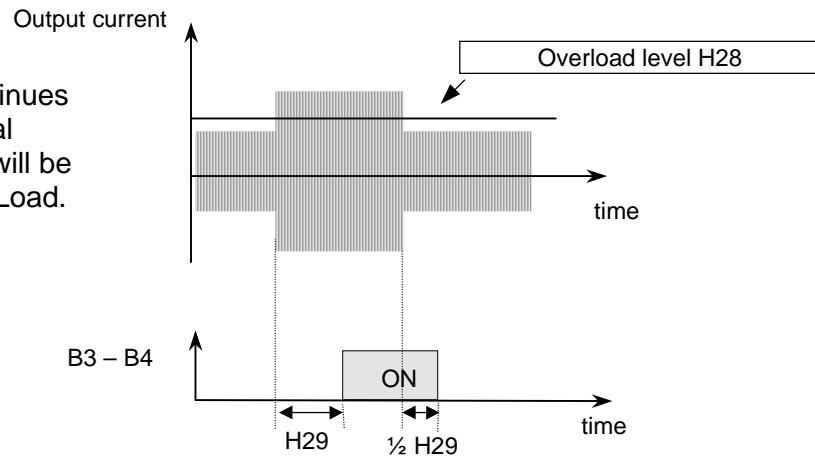 Output current
Overload level H28
inues
al
will be
Load.
time
B3 – B4
ON
time
H29
½ H29